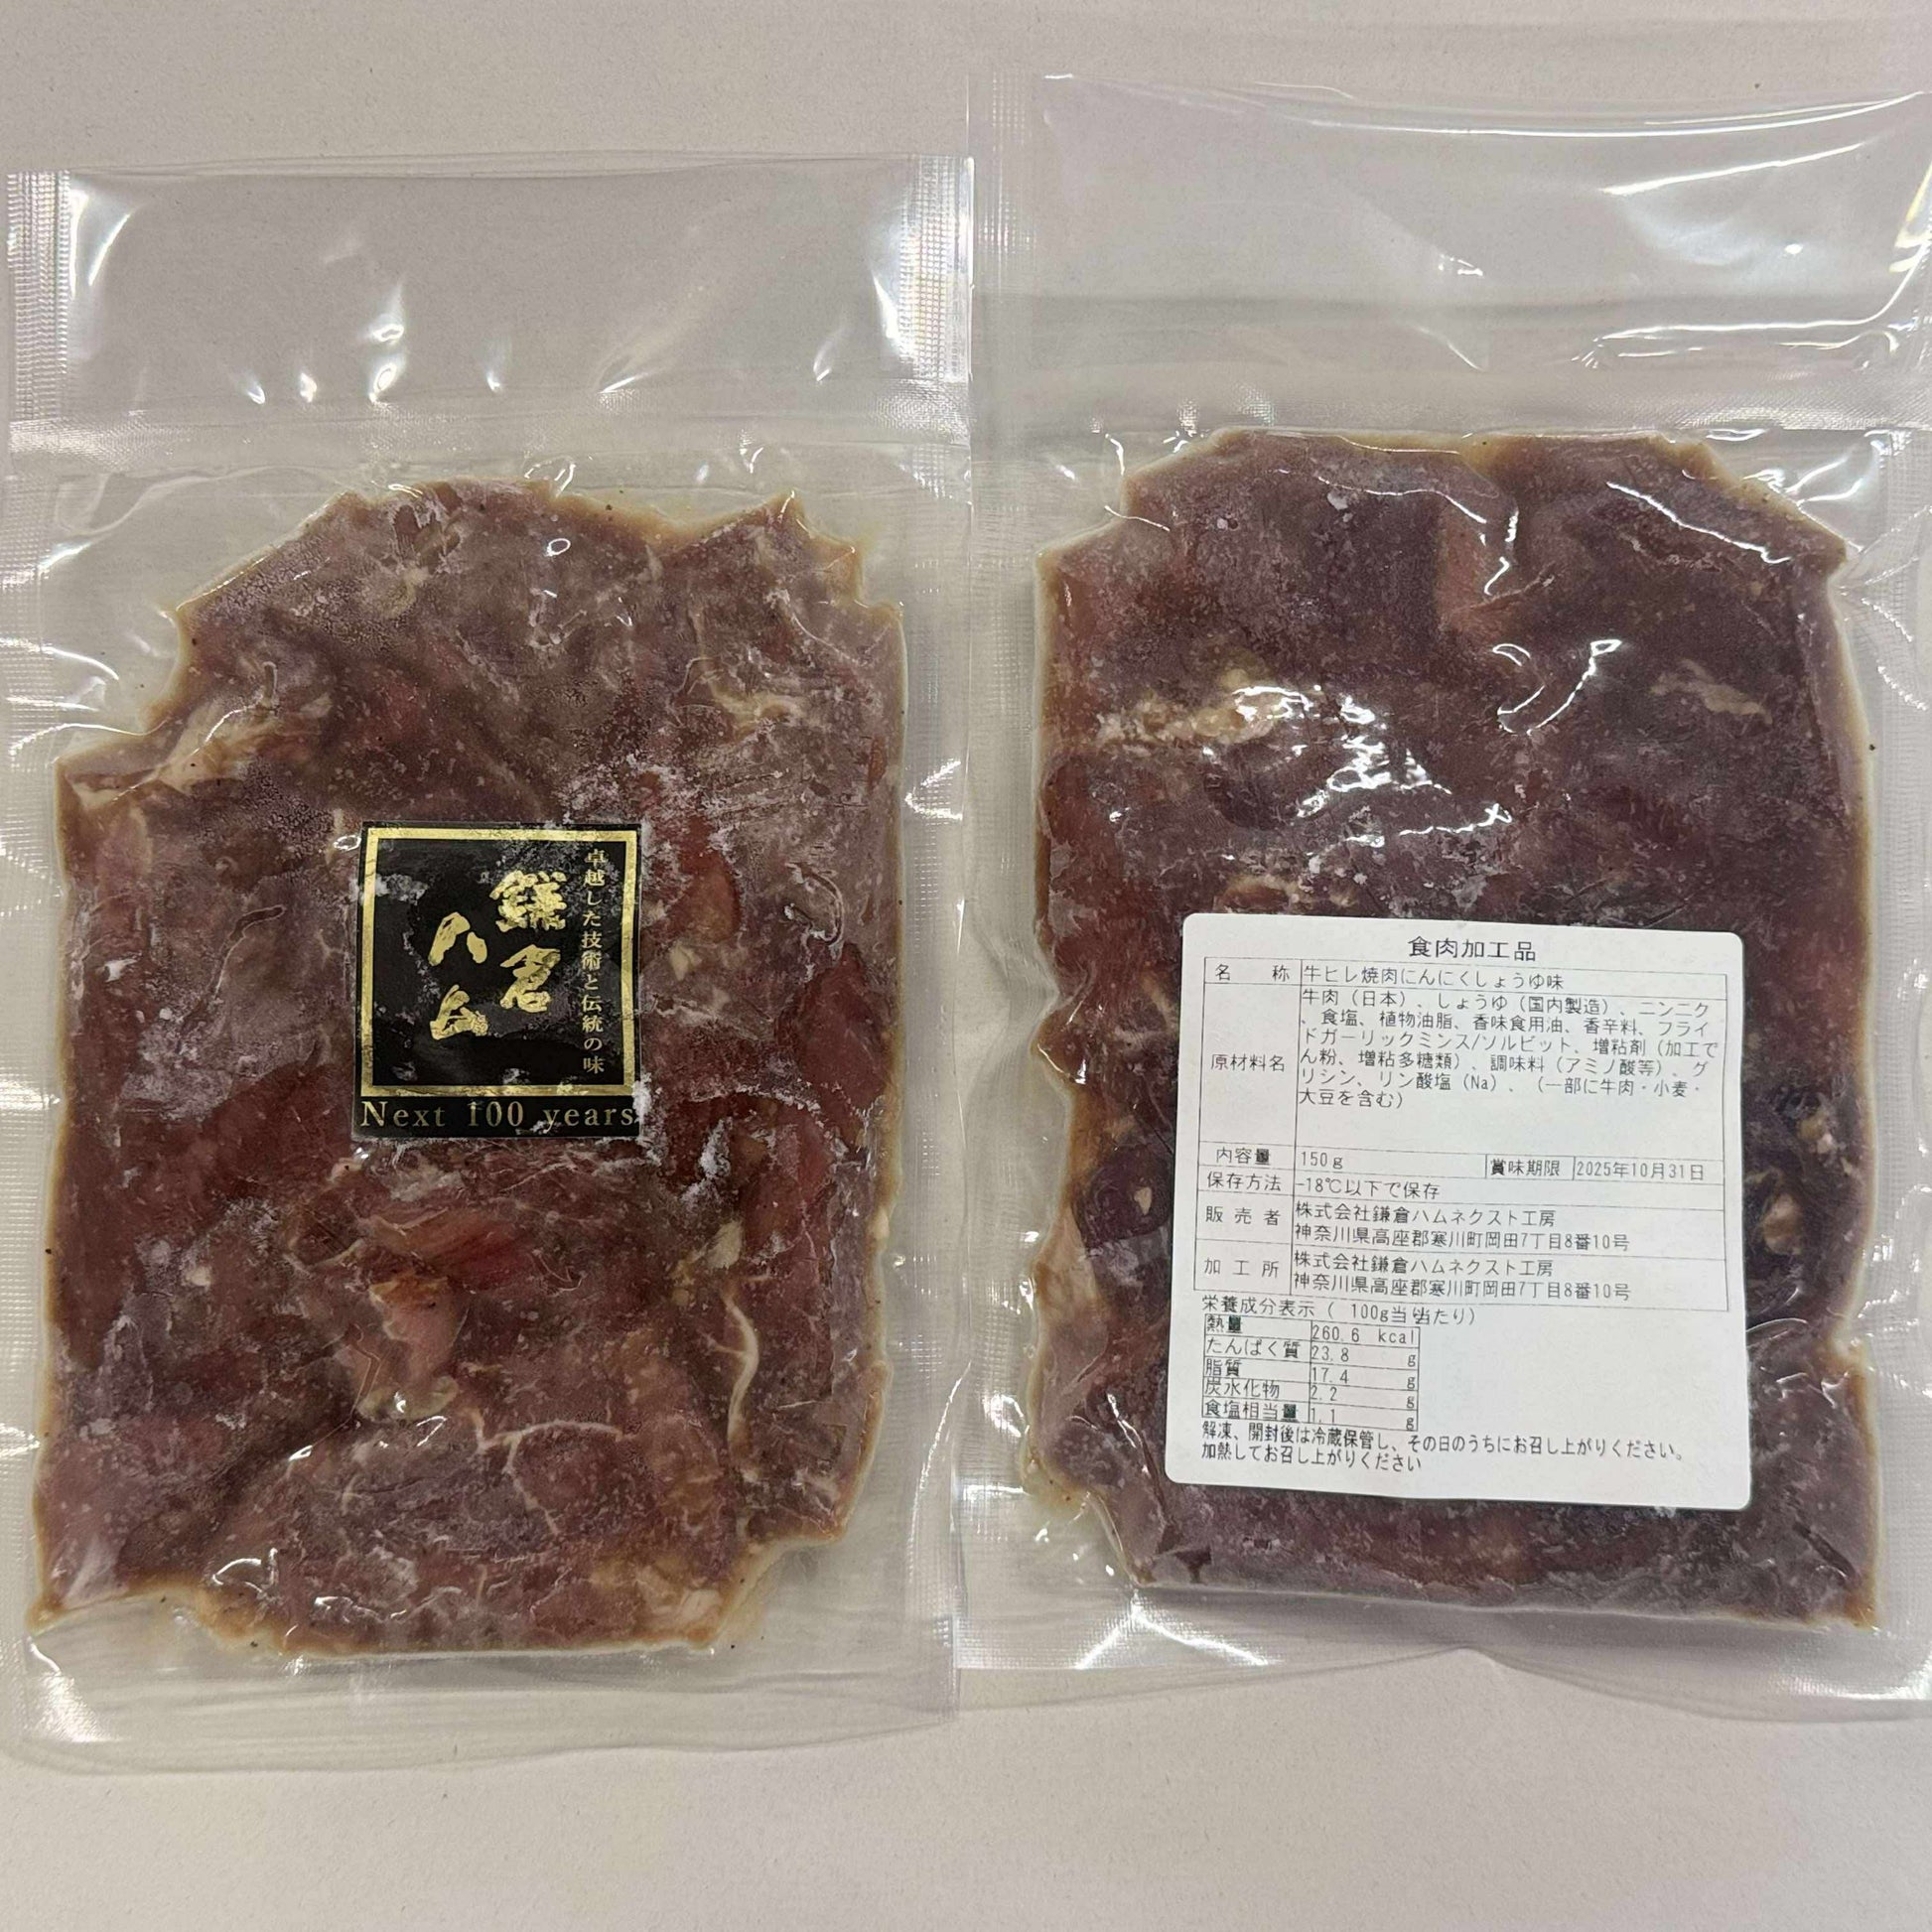 卓越した技術と伝統の味
鎌倉
ハム
Next 100 years
食肉加工品
名 称 牛ヒレ焼肉にんにくしょうゆ味
原材料名 牛肉（日本）、しょうゆ（国内製造）、ニンニク
、食塩、植物油脂、香味食用油、香辛料、フライ
ドガーリックミンス/ソルビット、増粘剤（加工で
ん粉、増粘多糖類）、調味料（アミノ酸等）、グ
リシン、リン酸塩（Na）、（一部に牛肉・小麦・
大豆を含む）
内容量 150g 賞味期限 2025年10月31日
保存方法 -18℃以下で保存
販売者 株式会社鎌倉ハムネクスト工房
神奈川県高座郡寒川町岡田7丁目8番10号
加工所 株式会社鎌倉ハムネクスト工房
神奈川県高座郡寒川町岡田7丁目8番10号
栄養成分表示（ 100g当当たり）
熱量 260.6 kcal
たんぱく質 23.8 g
脂質 17.4 g
炭水化物 2.2 g
食塩相当量 1.1 g
解凍、開封後は冷蔵保管し、その日のうちにお召し上がりください。
加熱してお召し上がりください